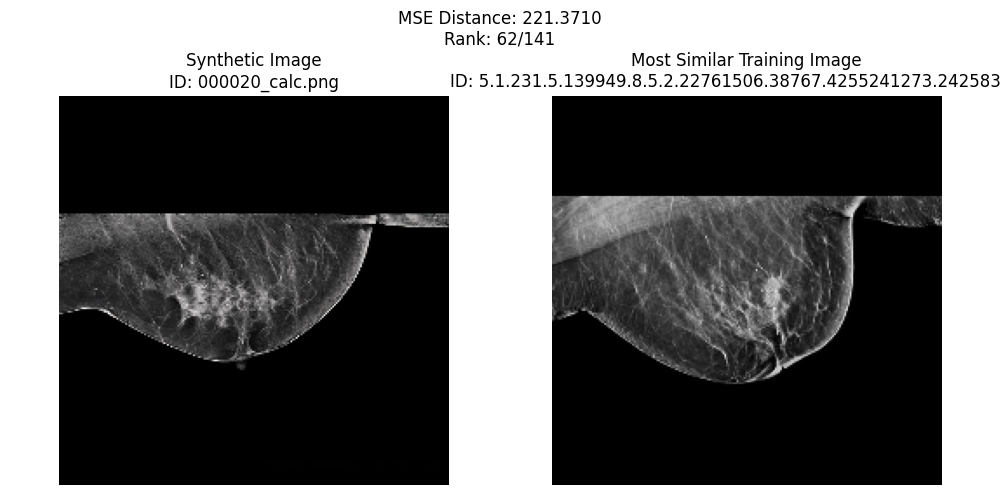 MSE Distance: 221.3710
Rank: 62/141
Synthetic Image
ID: 000020_calc.png
Most Similar Training Image
ID: 5.1.231.5.139949.8.5.2.22761506.38767.4255241273.242583